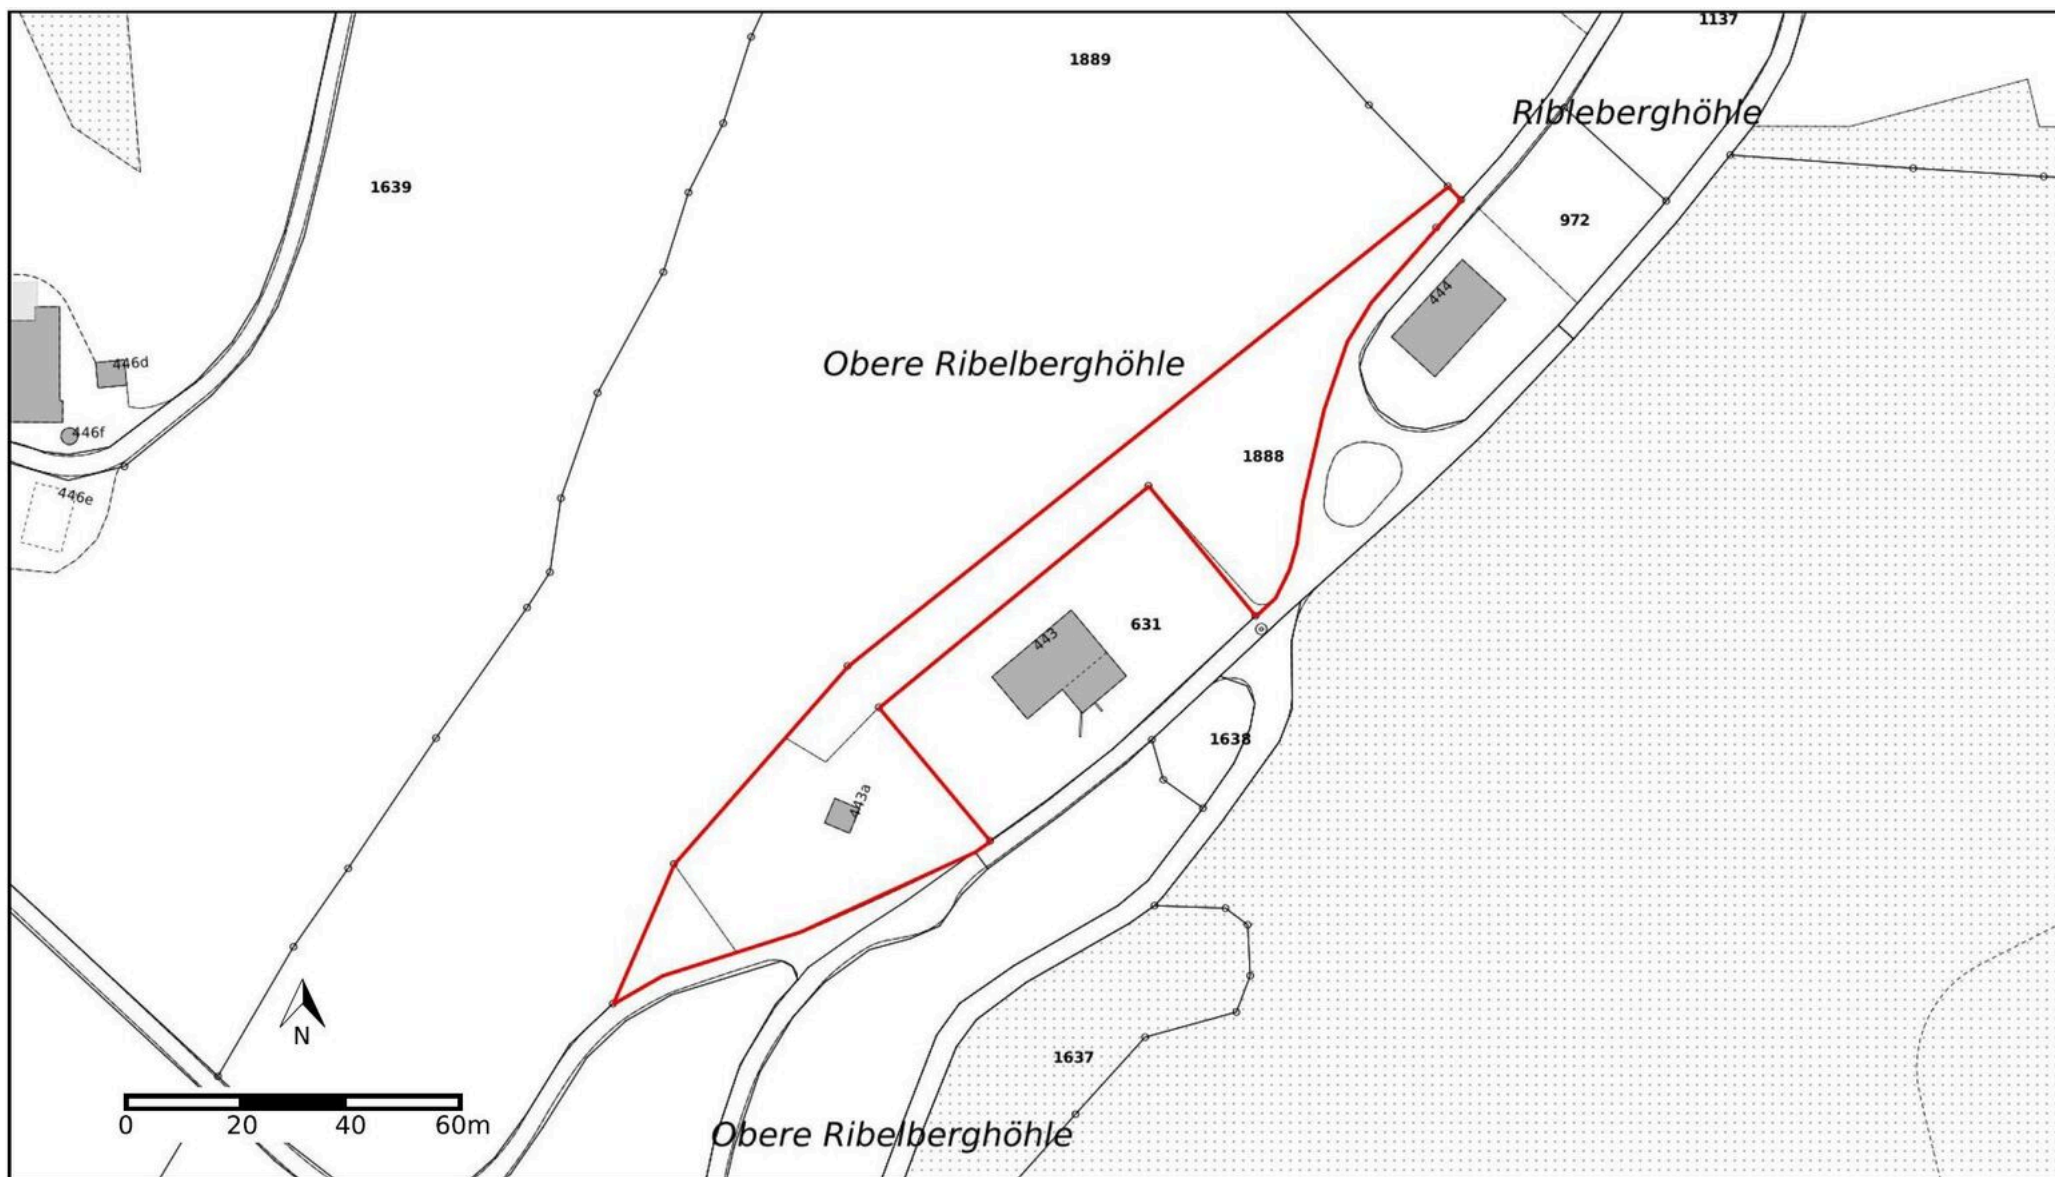 1137
1889
Ribleberghöhle
1639
972
444
446d
Obere Ribelberghöhle
446f
1888
446e
631
443
1638
443a
N
1637
0 20 40 60m
Obere Ribelberghöhle